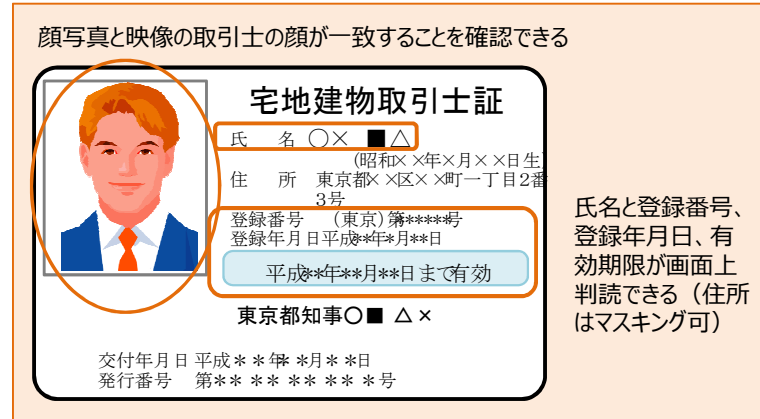 顔写真と映像の取引士の顔が一致することを確認できる
宅地建物取引士証
氏　名 ○× ■△
(昭和××年×月××日生)
住　所　東京都××区××町一丁目2番
3号
登録番号　(東京)第*****号
登録年月日平成**年*月**日
平成**年**月**日まで有効
東京都知事○■ △×
交付年月日 平成＊＊年＊＊月＊＊日
発行番号　第＊＊ ＊＊ ＊＊ ＊＊ ＊号
氏名と登録番号、
登録年月日、有
効期限が画面上
判読できる（住所
はマスキング可）